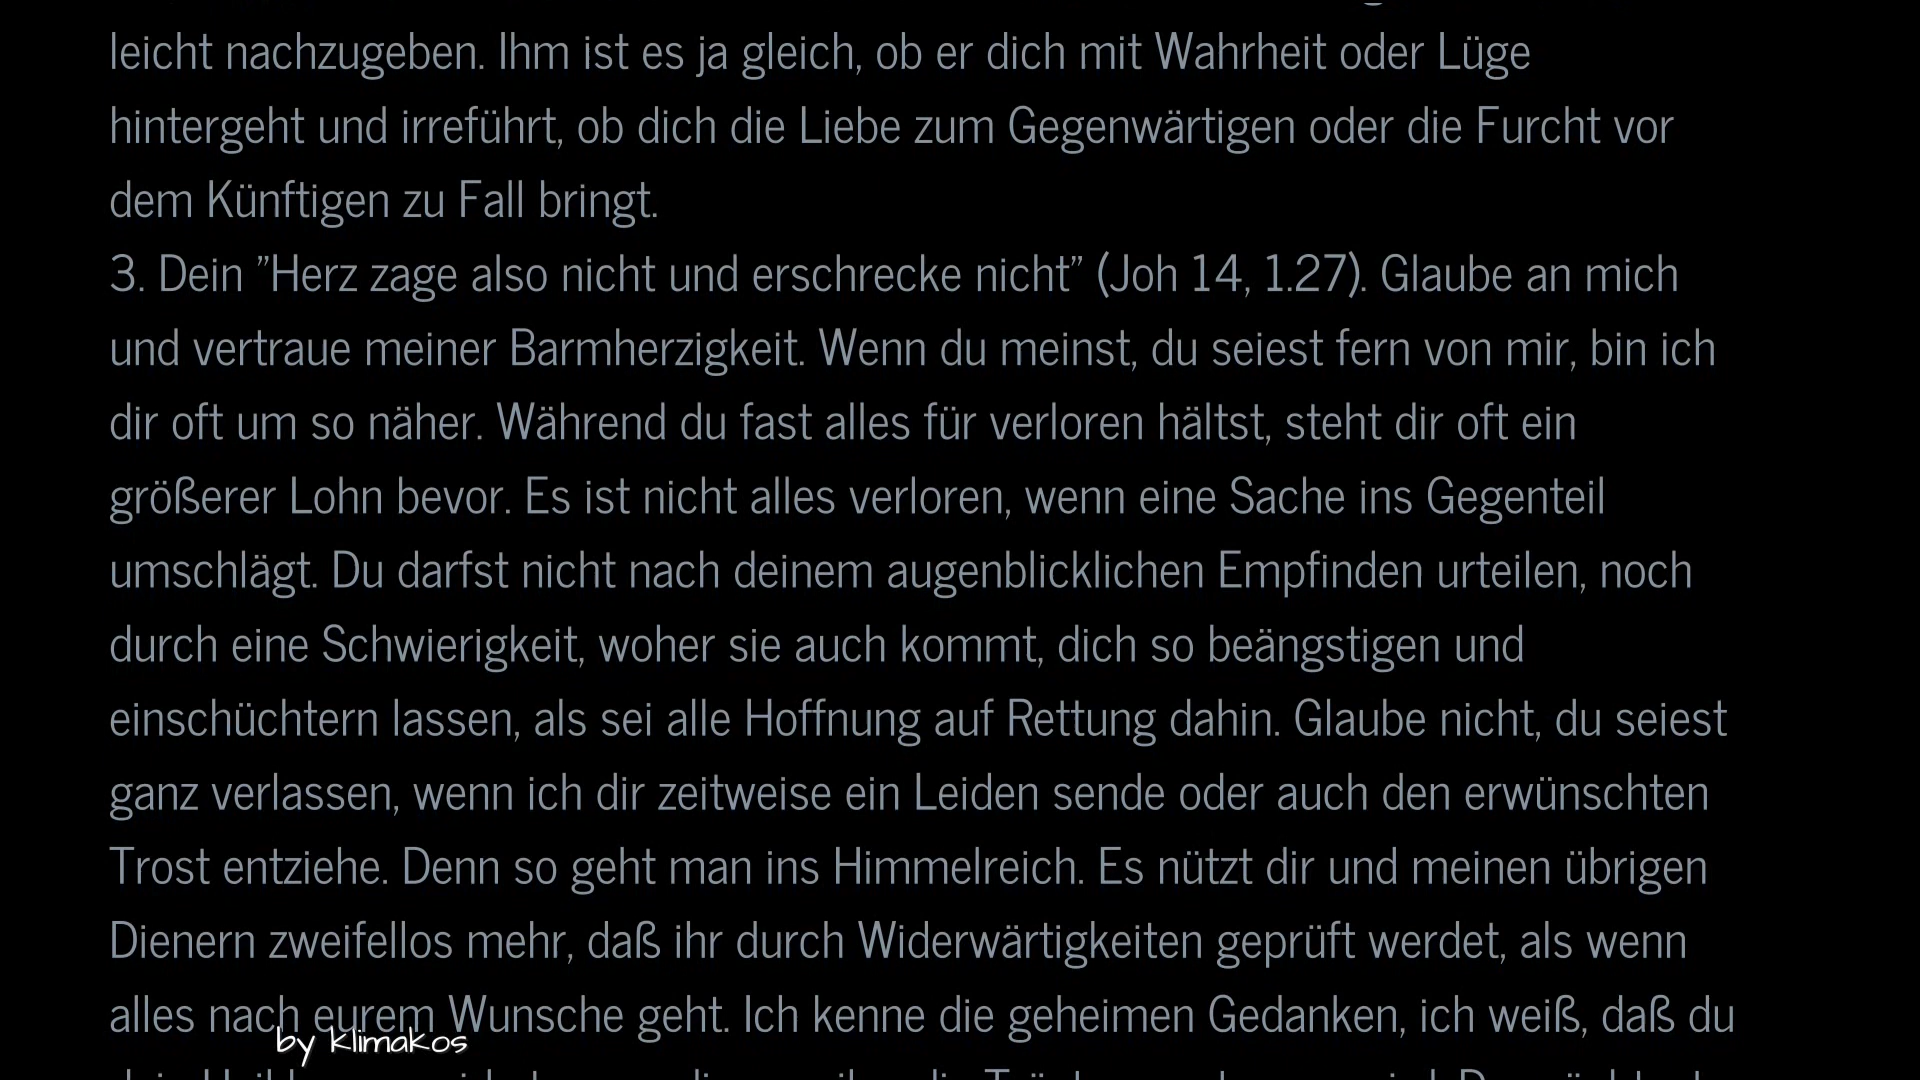 leicht nachzugeben. Ihm ist es ja gleich, ob er dich mit Wahrheit oder Lüge
hintergeht und irreführt, ob dich die Liebe zum Gegenwärtigen oder die Furcht vor
dem Künftigen zu Fall bringt.
3. Dein ”Herz zage also nicht und erschrecke nicht” (Joh 14, 1.27). Glaube an mich
und vertraue meiner Barmherzigkeit. Wenn du meinst, du seiest fern von mir, bin ich
dir oft um so näher. Während du fast alles für verloren hältst, steht dir oft ein
größerer Lohn bevor. Es ist nicht alles verloren, wenn eine Sache ins Gegenteil
umschlägt. Du darfst nicht nach deinem augenblicklichen Empfinden urteilen, noch
durch eine Schwierigkeit, woher sie auch kommt, dich so beängstigen und
einschüchtern lassen, als sei alle Hoffnung auf Rettung dahin. Glaube nicht, du seiest
ganz verlassen, wenn ich dir zeitweise ein Leiden sende oder auch den erwünschten
Trost entziehe. Denn so geht man ins Himmelreich. Es nützt dir und meinen übrigen
Dienern zweifellos mehr, daß ihr durch Widerwärtigkeiten geprüft werdet, als wenn
alles nach eurem Wunsche geht. Ich kenne die geheimen Gedanken, ich weiß, daß du
by klimakos